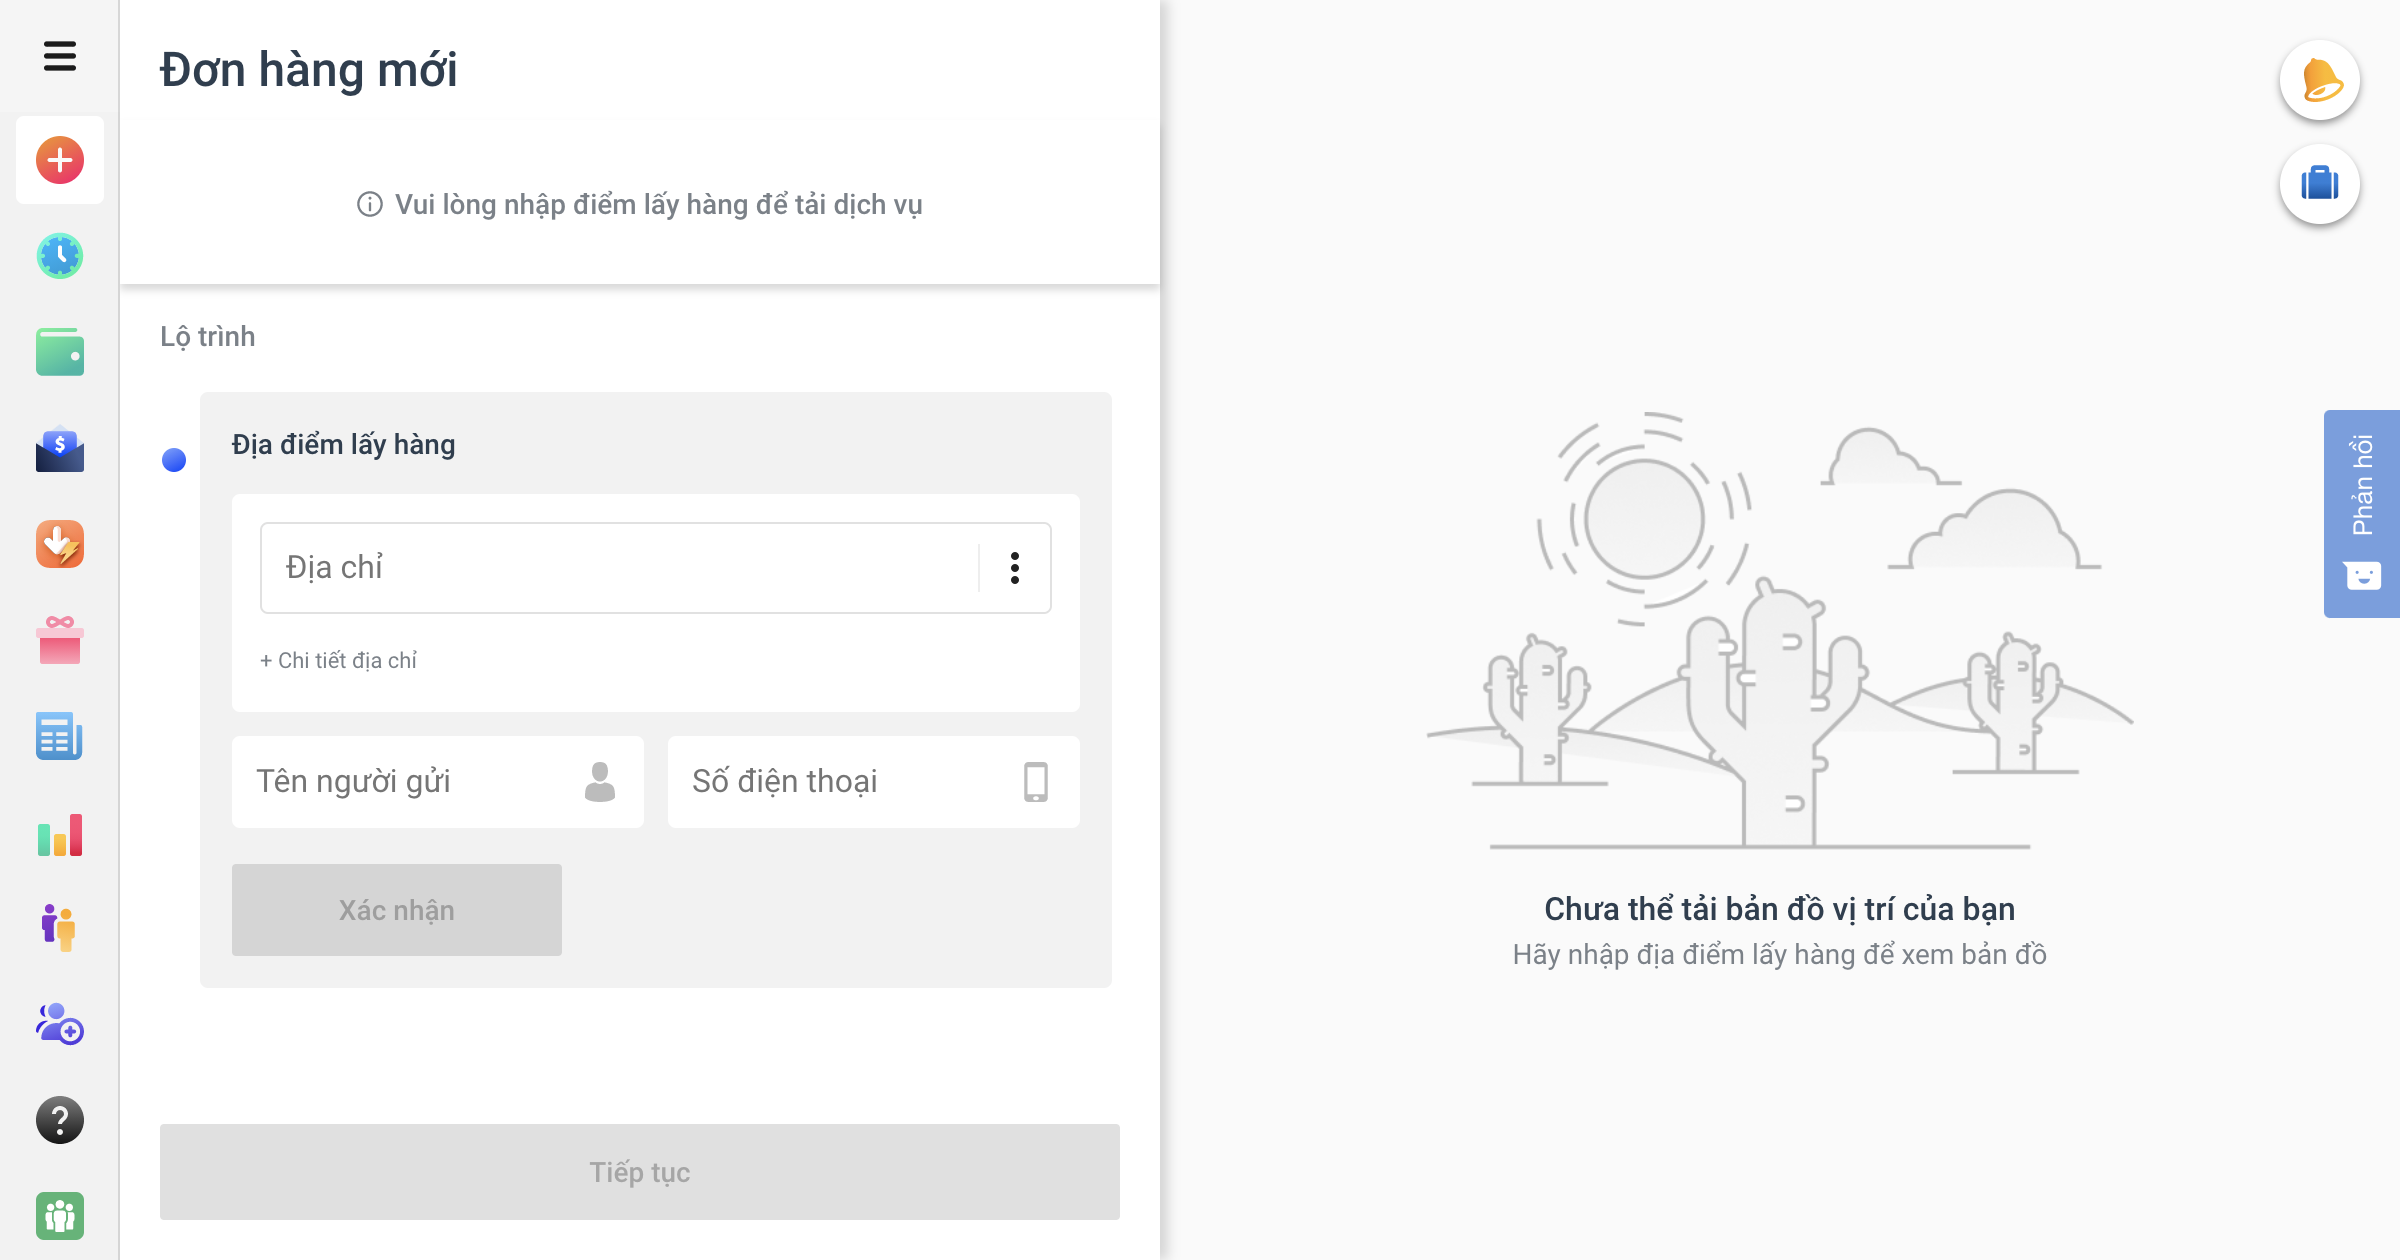 Đơn hàng mới
Vui lòng nhập điểm lấy hàng để tải dịch vụ
Lộ trình
Địa điểm lấy hàng
Địa chỉ
+ Chi tiết địa chỉ
Tên người gửi
Số điện thoại
Xác nhận
Tiếp tục
Phản hồi
Chưa thể tải bản đồ vị trí của bạn
Hãy nhập địa điểm lấy hàng để xem bản đồ